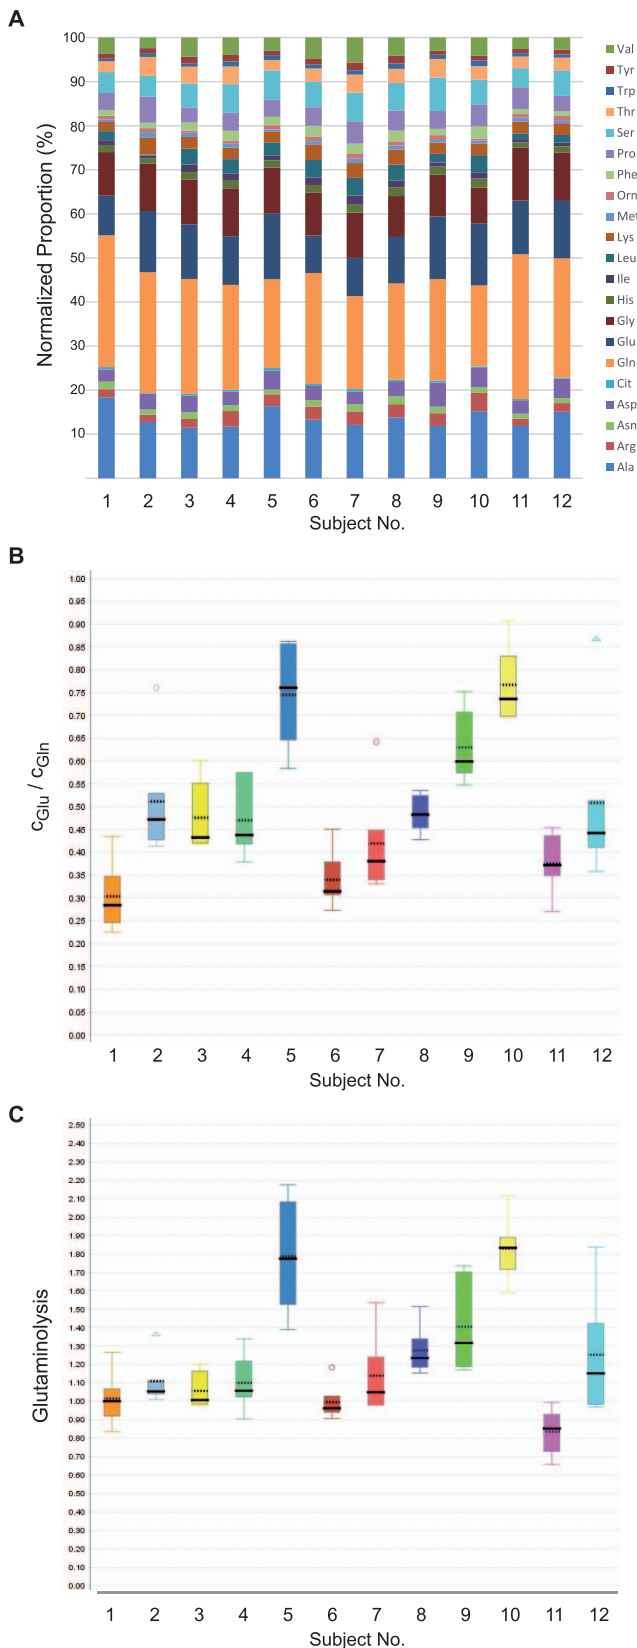 A
100
90
80
70
60
50
40
30
20
10
Normalized Proportion (%)
1 2 3 4 5 6 7 8 9 10 11 12
Subject No.
Val
Tyr
Trp
Thr
Ser
Pro
Phe
Orn
Met
Lys
Leu
Ile
His
Gly
Glu
Gln
Cit
Asp
Asn
Arg
Ala
B
1.00
0.95
0.90
0.85
0.80
0.75
0.70
0.65
0.60
0.55
0.50
0.45
0.40
0.35
0.30
0.25
0.20
0.15
0.10
0.05
0.00
cGlu / cGln
1 2 3 4 5 6 7 8 9 10 11 12
Subject No.
C
2.50
2.40
2.30
2.20
2.10
2.00
1.90
1.80
1.70
1.60
1.50
1.40
1.30
1.20
1.10
1.00
0.90
0.80
0.70
0.60
0.50
0.40
0.30
0.20
0.10
0.00
Glutaminolysis
1 2 3 4 5 6 7 8 9 10 11 12
Subject No.